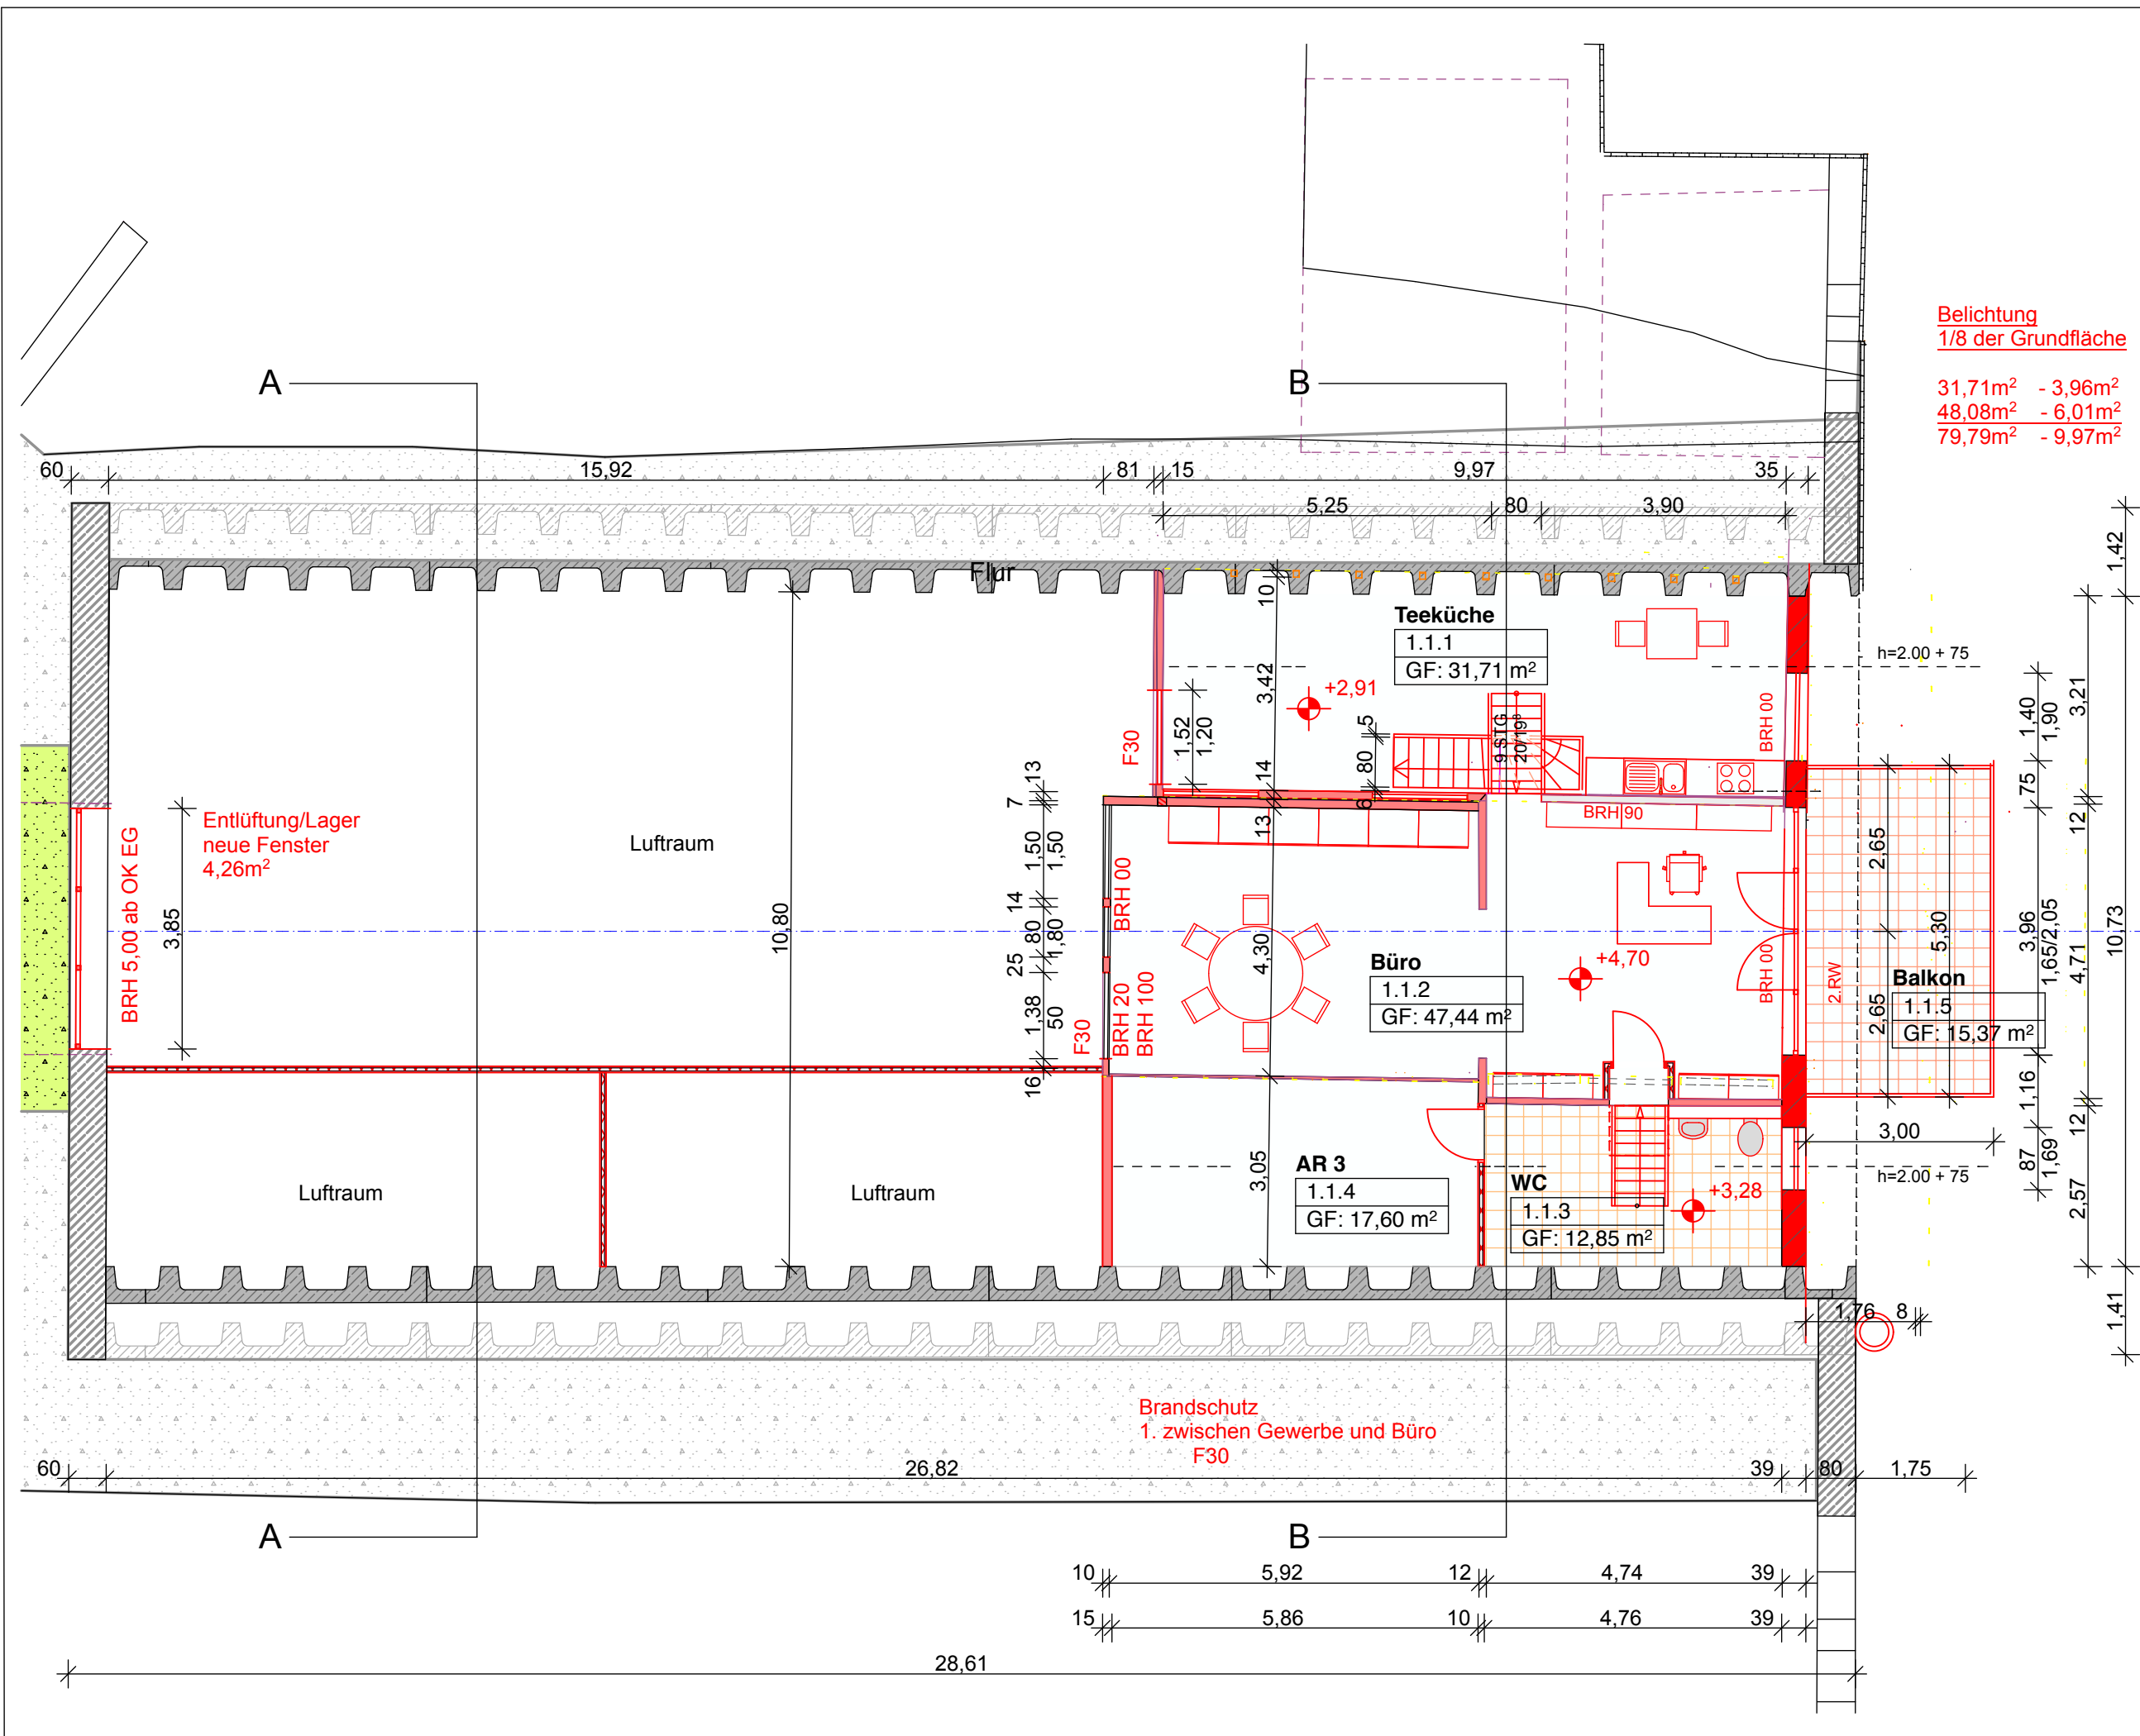 Belichtung
1/8 der Grundfläche
31,71m² - 3,96m²
48,08m² - 6,01m²
79,79m² - 9,97m²
A
B
60
15,92
81
15
9,97
35
5,25
80
3,90
1,42
Flur
10
Teeküche
1.1.1
GF: 31,71 m²
h=2.00 + 75
3,42
+2,91
1,40
1,90
3,21
BRH 00
F30
1,52
1,20
5
80
6
9 STG
20/19⁸
14
13
13
7
75
12
BRH 90
Entlüftung/Lager
neue Fenster
4,26m²
BRH 5,00 ab OK EG
3,85
Luftraum
10,80
1,50
1,50
14
80
1,80
25
1,38
50
16
BRH 00
BRH 20
BRH 100
F30
4,30
Büro
1.1.2
GF: 47,44 m²
+4,70
BRH 00
2.RW
2,65
2,65
5,30
Balkon
1.1.5
GF: 15,37 m²
3,96
1,65/2,05
4,71
10,73
1,16
12
3,00
87
1,69
2,57
h=2.00 + 75
Luftraum
Luftraum
3,05
AR 3
1.1.4
GF: 17,60 m²
WC
1.1.3
GF: 12,85 m²
+3,28
1,76
8
1,41
Brandschutz
1. zwischen Gewerbe und Büro
F30
60
26,82
39
80
1,75
A
B
10
5,92
12
4,74
39
15
5,86
10
4,76
39
28,61